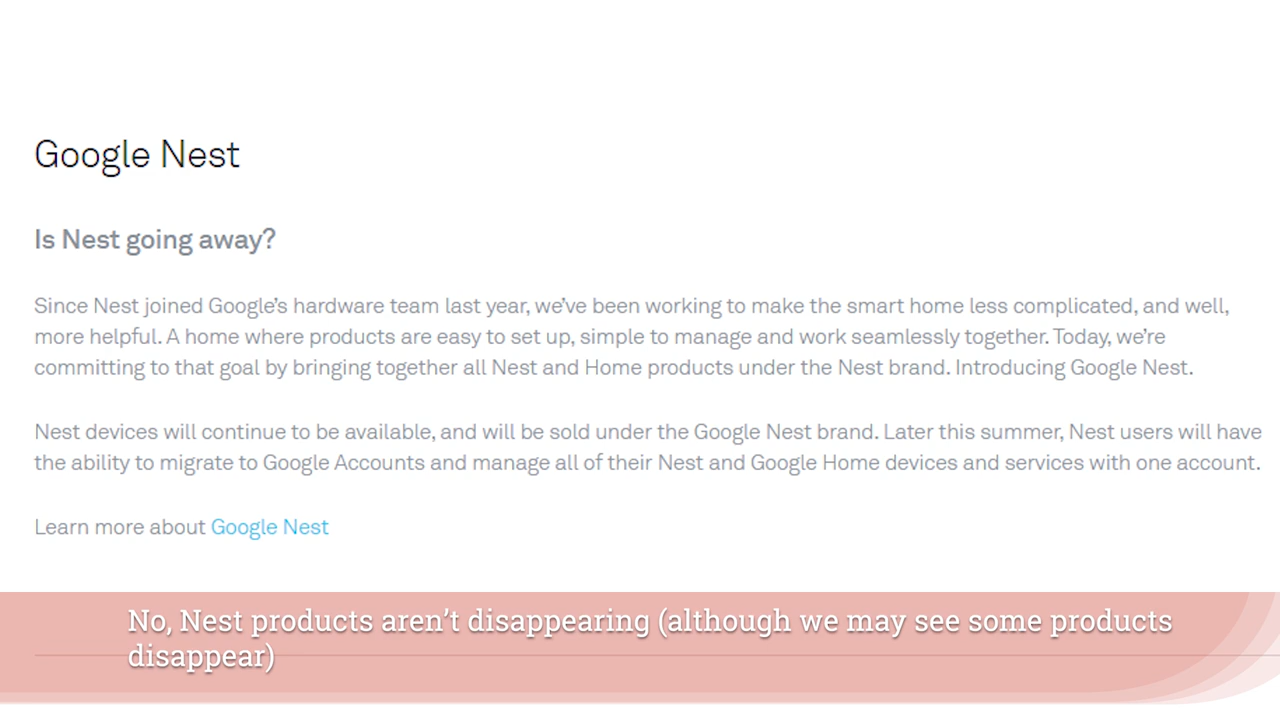 Google Nest
Is Nest going away?
Since Nest joined Google’s hardware team last year, we’ve been working to make the smart home less complicated, and well,
more helpful. A home where products are easy to set up, simple to manage and work seamlessly together. Today, we’re
committing to that goal by bringing together all Nest and Home products under the Nest brand. Introducing Google Nest.
Nest devices will continue to be available, and will be sold under the Google Nest brand. Later this summer, Nest users will have
the ability to migrate to Google Accounts and manage all of their Nest and Google Home devices and services with one account.
Learn more about Google Nest
No, Nest products aren’t disappearing (although we may see some products
disappear)